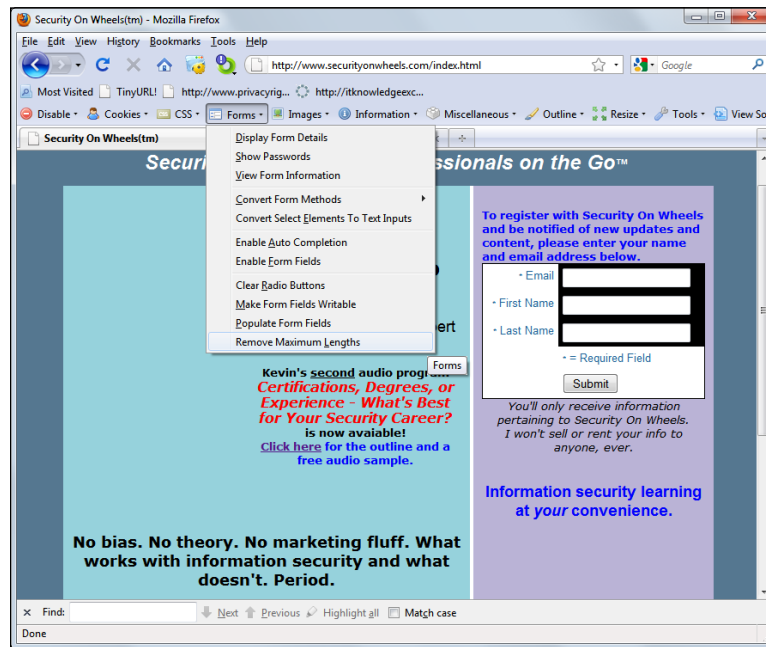 Security On Wheels(tm) - Mozilla Firefox
File Edit View History Bookmarks Tools Help
http://www.securityonwheels.com/index.html
Google
Most Visited TinyURL! http://www.privacyrig... http://itknowledgeexc...
Disable Cookies CSS Forms Images Information Miscellaneous Outline Resize Tools View So
Security On Wheels(tm)
Display Form Details
Show Passwords
View Form Information
Convert Form Methods
Convert Select Elements To Text Inputs
Enable Auto Completion
Enable Form Fields
Clear Radio Buttons
Make Form Fields Writable
Populate Form Fields
Remove Maximum Lengths
Forms
Securi ssionals on the Go™
pert
Kevin's second audio program
Certifications, Degrees, or
Experience - What's Best
for Your Security Career?
is now avaiable!
Click here for the outline and a
free audio sample.
No bias. No theory. No marketing fluff. What
works with information security and what
doesn't. Period.
To register with Security On Wheels
and be notified of new updates and
content, please enter your name
and email address below.
* Email
* First Name
* Last Name
* = Required Field
Submit
You'll only receive information
pertaining to Security On Wheels.
I won't sell or rent your info to
anyone, ever.
Information security learning
at your convenience.
Find: Next Previous Highlight all Match case
Done